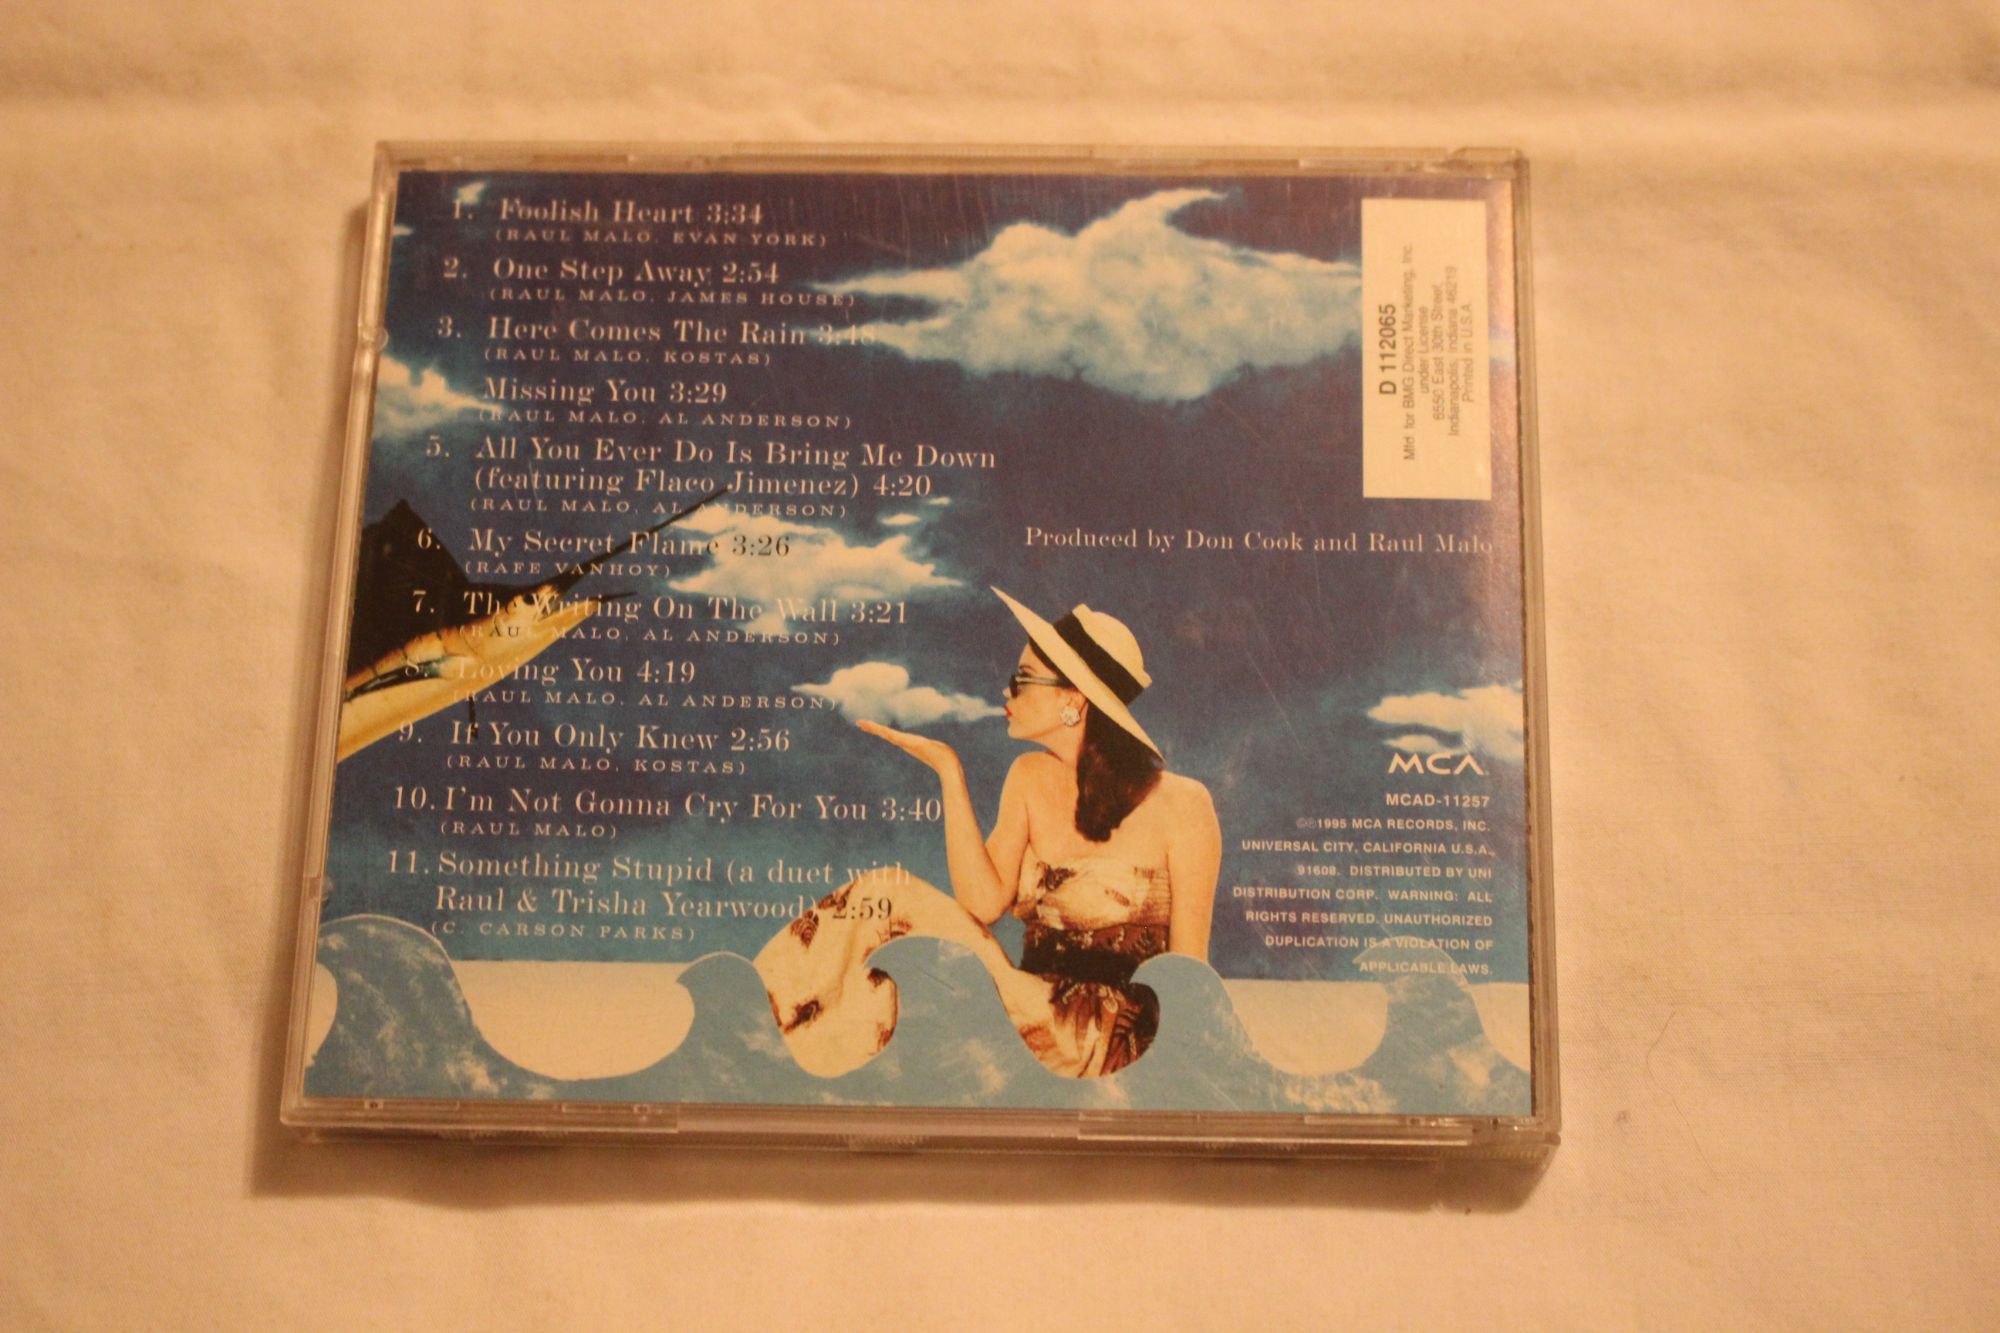 1. Foolish Heart 3:34
(RAUL MALO, EVAN YORK)
2. One Step Away 2:54
(RAUL MALO, JAMES HOUSE)
3. Here Comes The Rain 3:48
(RAUL MALO, KOSTAS)
Missing You 3:29
(RAUL MALO, AL ANDERSON)
5. All You Ever Do Is Bring Me Down
(featuring Flaco Jimenez) 4:20
(RAUL MALO, AL ANDERSON)
6. My Secret Flame 3:26
(RAFE VANHOY)
7. The Writing On The Wall 3:21
(RAUL MALO, AL ANDERSON)
8. Loving You 4:19
(RAUL MALO, AL ANDERSON)
9. If You Only Knew 2:56
(RAUL MALO, KOSTAS)
10. I'm Not Gonna Cry For You 3:40
(RAUL MALO)
11. Something Stupid (a duet with
Raul & Trisha Yearwood) 2:59
(C. CARSON PARKS)
D 112065
Mfd. for BMG Direct Marketing, Inc.
under License
6550 East 30th Street,
Indianapolis, Indiana 46219
Printed in U.S.A.
Produced by Don Cook and Raul Malo
MCA
MCAD-11257
©℗1995 MCA RECORDS, INC.
UNIVERSAL CITY, CALIFORNIA U.S.A.,
91608. DISTRIBUTED BY UNI
DISTRIBUTION CORP. WARNING: ALL
RIGHTS RESERVED. UNAUTHORIZED
DUPLICATION IS A VIOLATION OF
APPLICABLE LAWS.